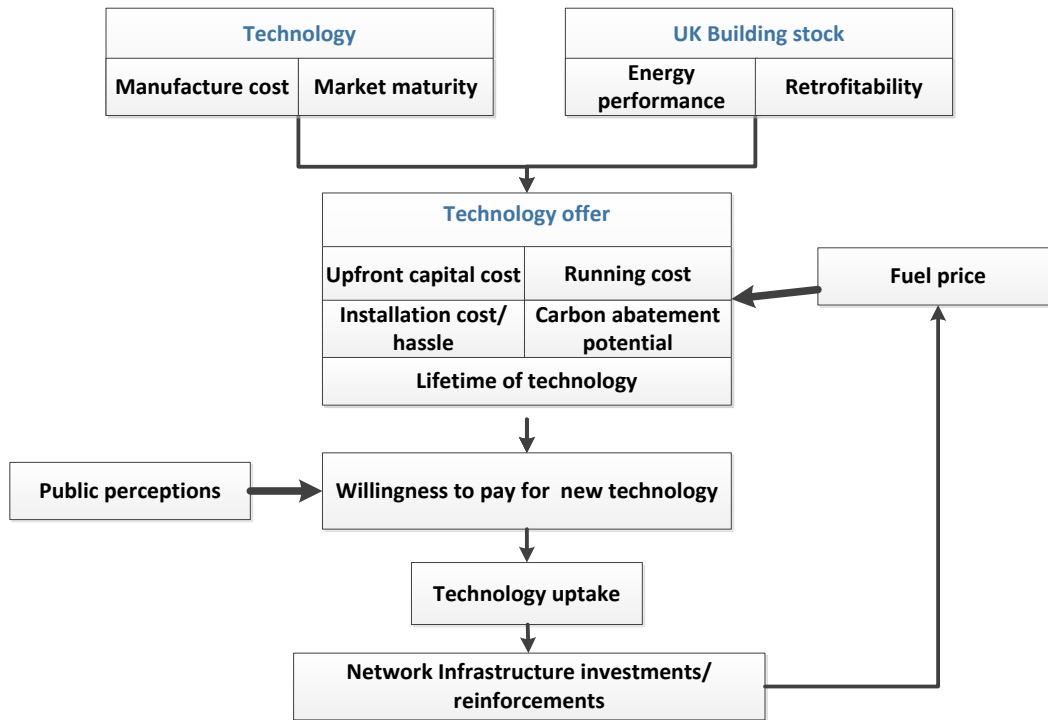 Technology
Manufacture cost
Market maturity
UK Building stock
Energy
performance
Retrofitability
Technology offer
Upfront capital cost
Running cost
Installation cost/
hassle
Carbon abatement
potential
Lifetime of technology
Fuel price
Public perceptions
Willingness to pay for new technology
Technology uptake
Network Infrastructure investments/
reinforcements